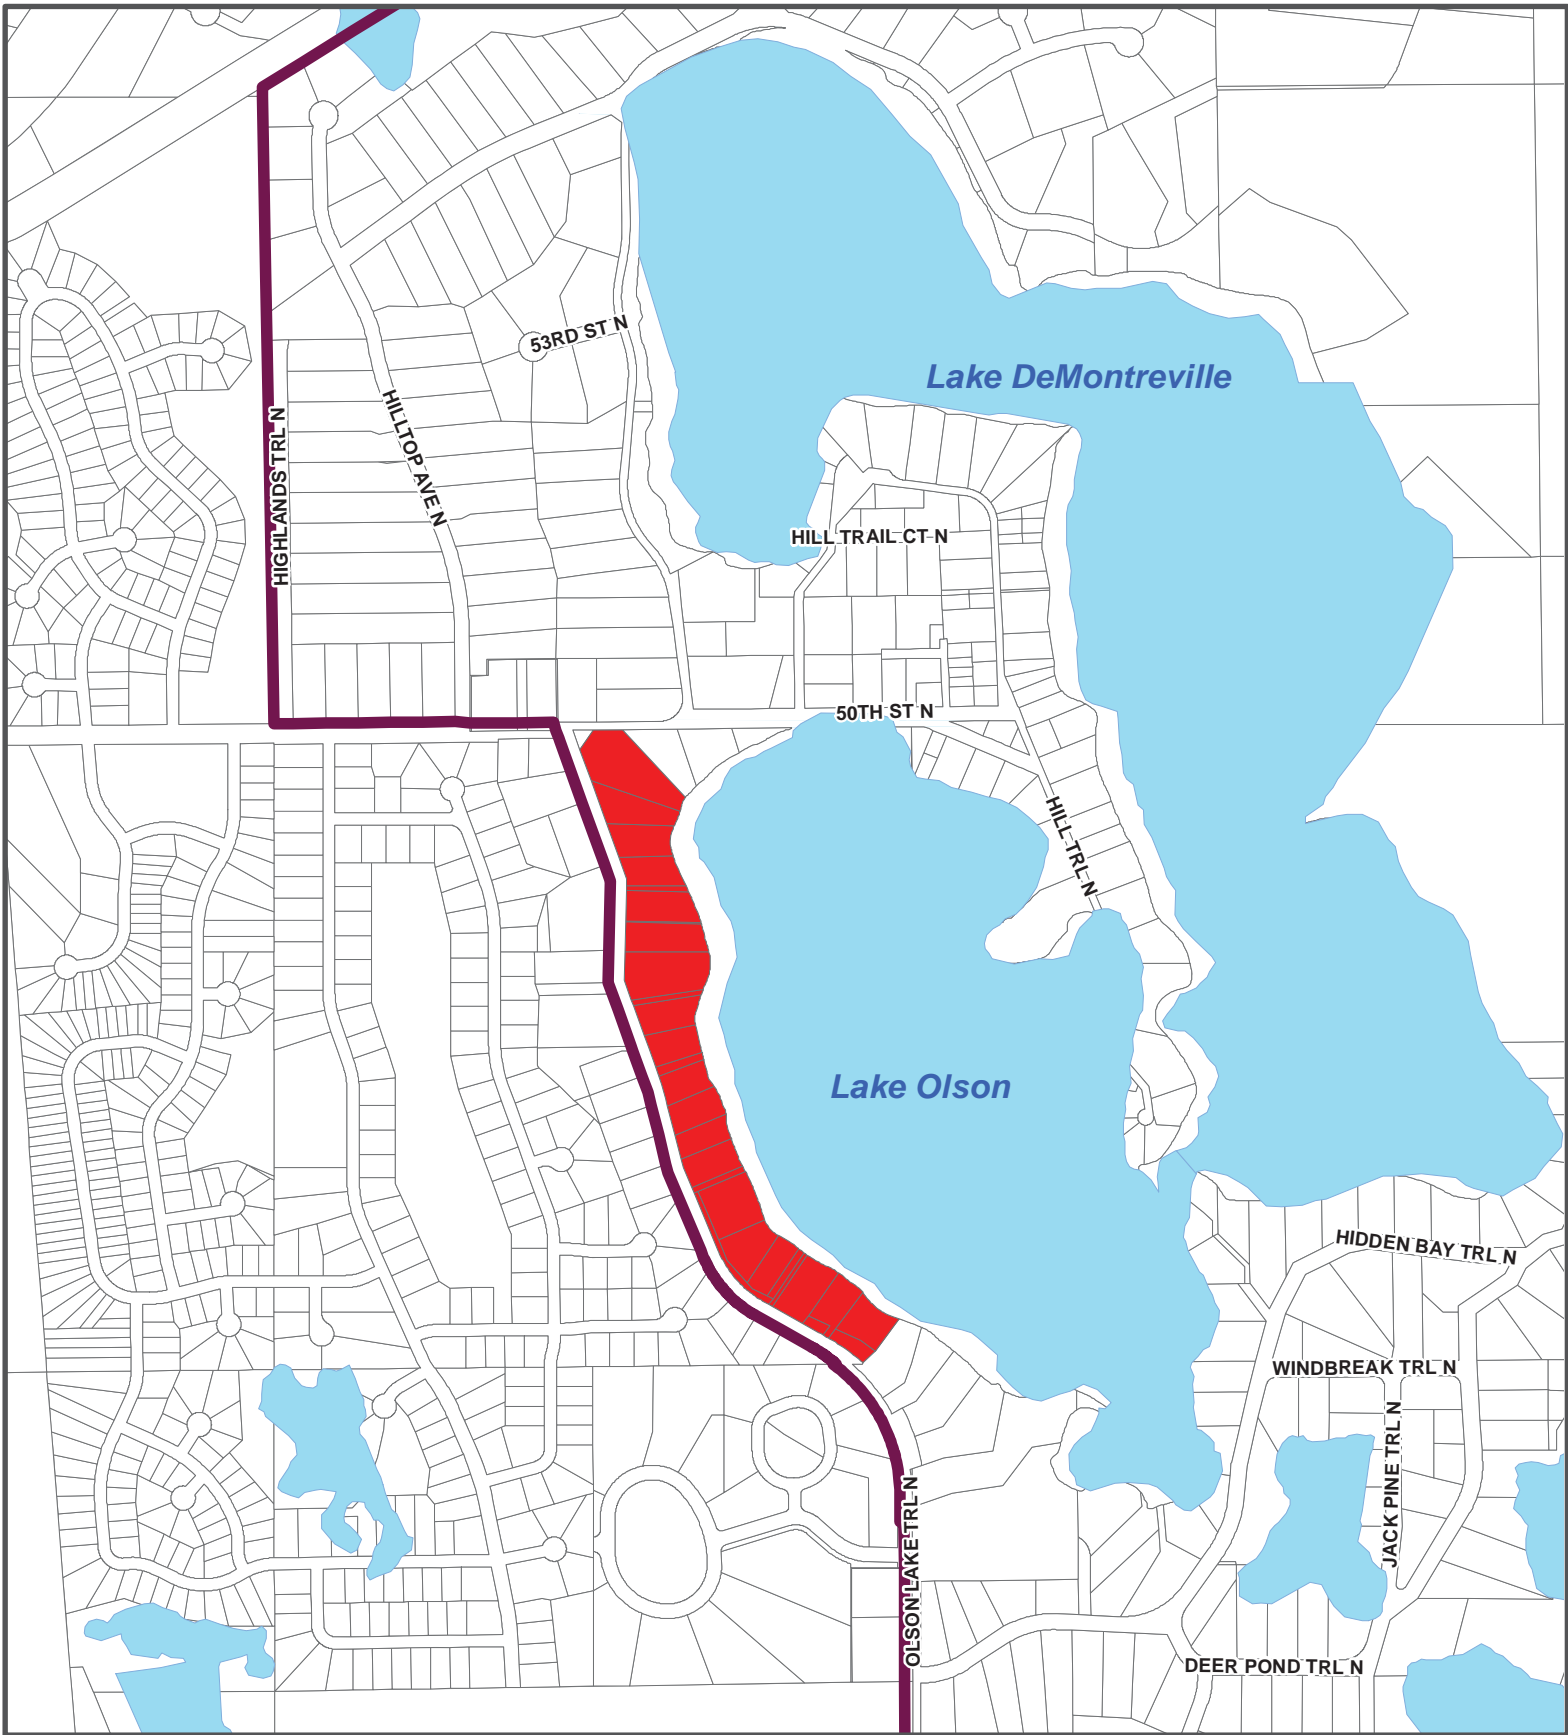 53RD ST N
Lake DeMontreville
HIGHLANDS TRL N
HILLTOP AVE N
HILL TRAIL CT N
50TH ST N
HILL TRL N
Lake Olson
HIDDEN BAY TRL N
WINDBREAK TRL N
JACK PINE TRL N
OLSON LAKE TRL N
DEER POND TRL N